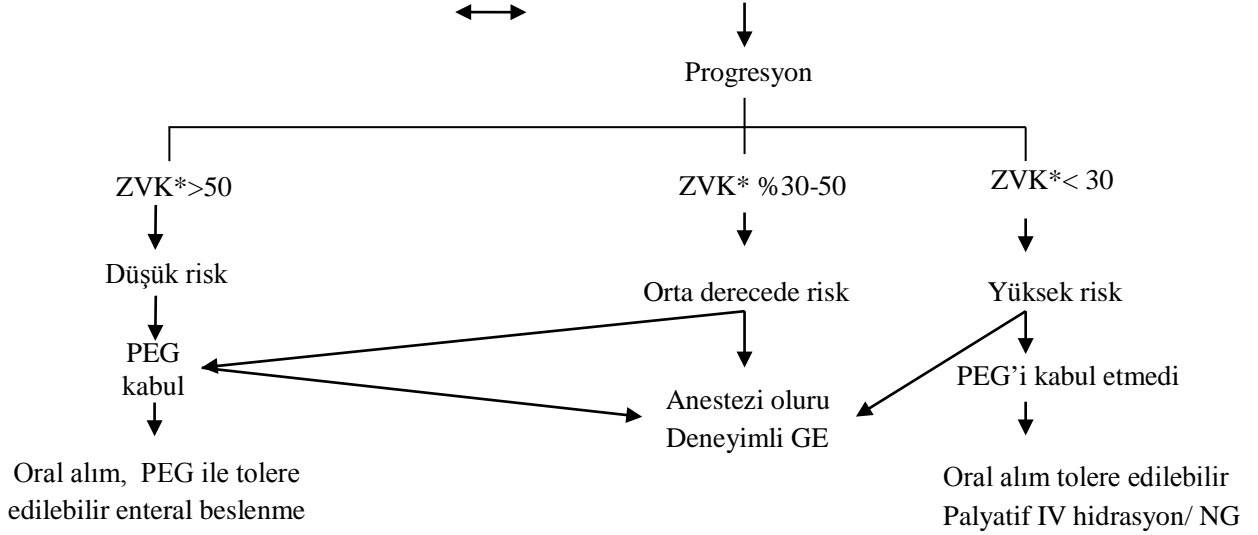 Progresyon
ZVK*>50
ZVK* %30-50
ZVK*< 30
Düşük risk
Orta derecede risk
Yüksek risk
PEG
kabul
PEG’i kabul etmedi
Anestezi oluru
Deneyimli GE
Oral alım, PEG ile tolere
edilebilir enteral beslenme
Oral alım tolere edilebilir
Palyatif IV hidrasyon/ NG